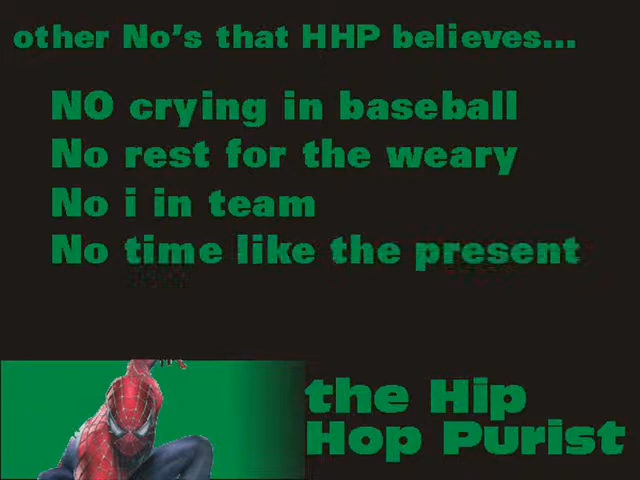 other No's that HHP believes...
NO crying in baseball
No rest for the weary
No i in team
No time like the present
the Hip
Hop Purist